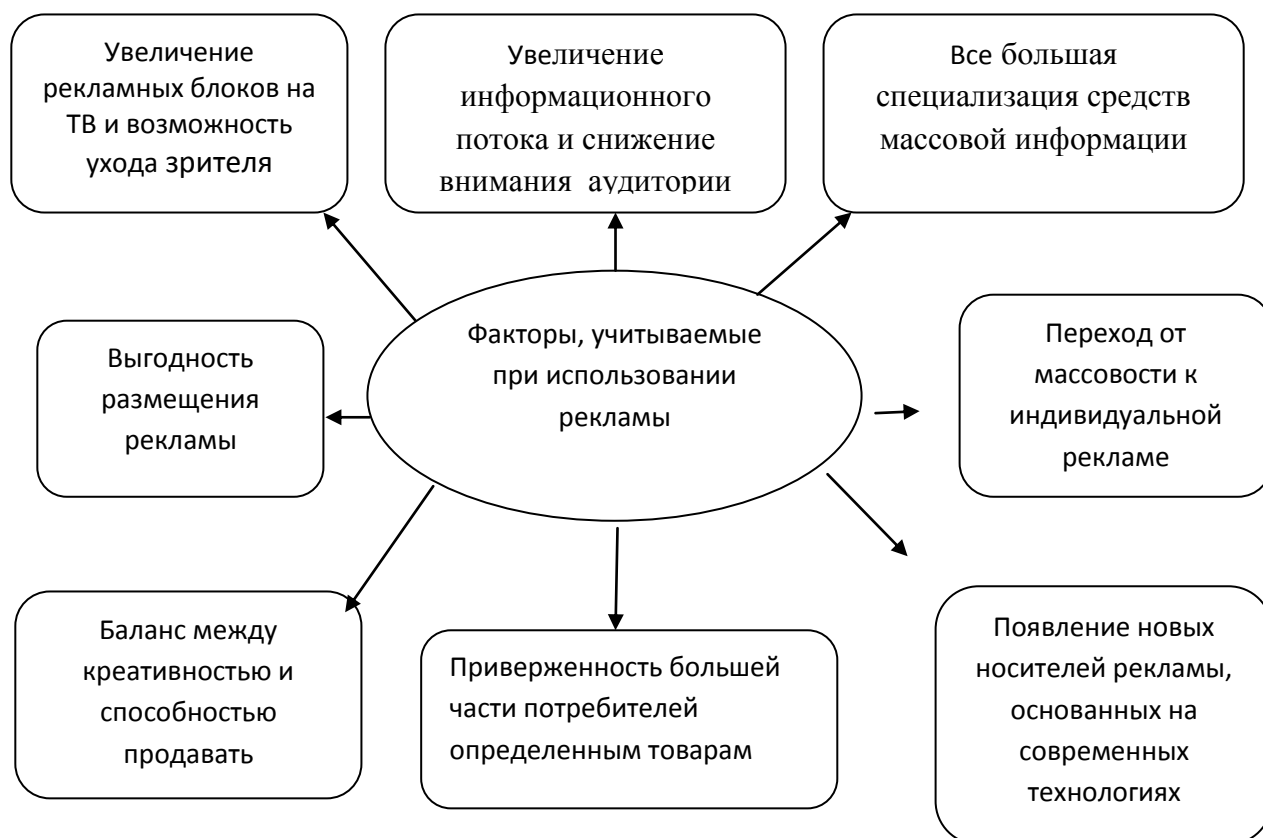 Увеличение
рекламных блоков на
ТВ и возможность
ухода зрителя
Увеличение
информационного
потока и снижение
внимания аудитории
Все большая
специализация средств
массовой информации
Выгодность
размещения
рекламы
Факторы, учитываемые
при использовании
рекламы
Переход от
массовости к
индивидуальной
рекламе
Баланс между
креативностью и
способностью
продавать
Приверженность большей
части потребителей
определенным товарам
Появление новых
носителей рекламы,
основанных на
современных
технологиях